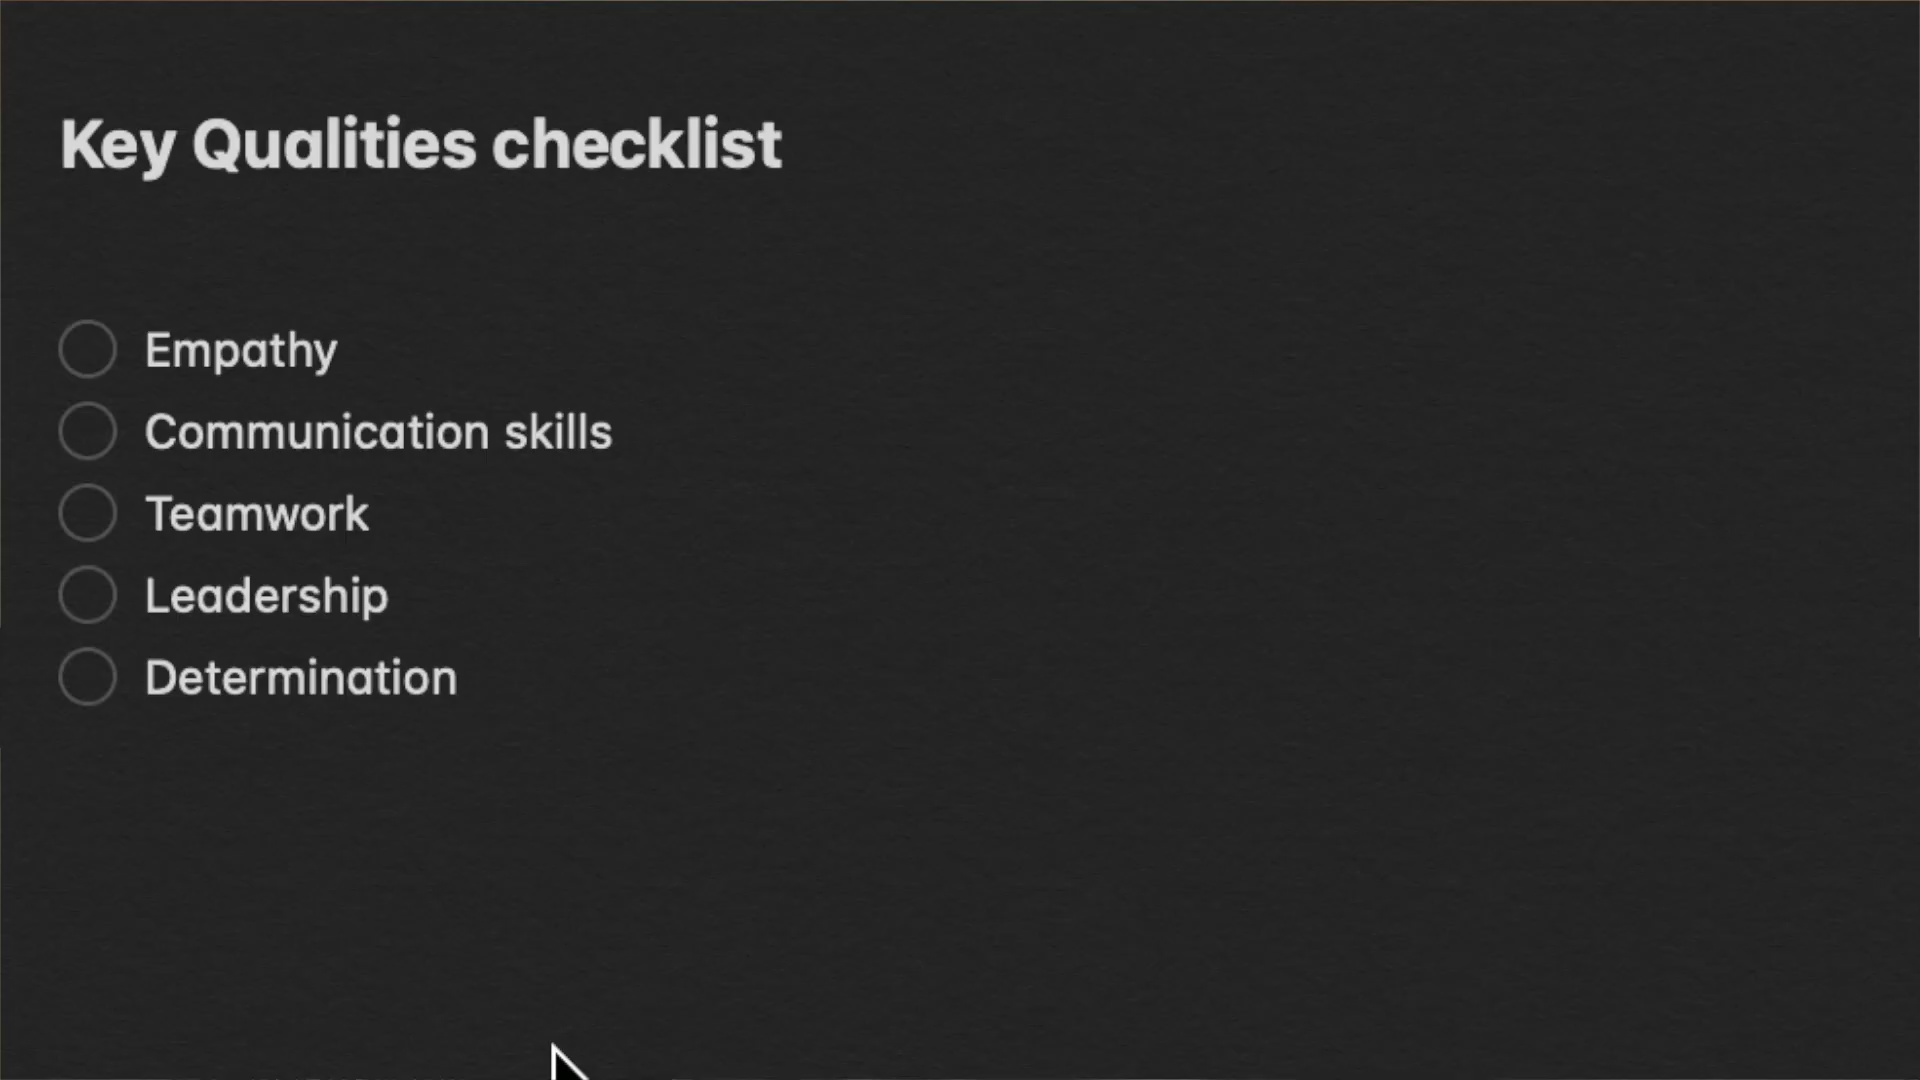 Key Qualities checklist
Empathy
Communication skills
Teamwork
Leadership
Determination